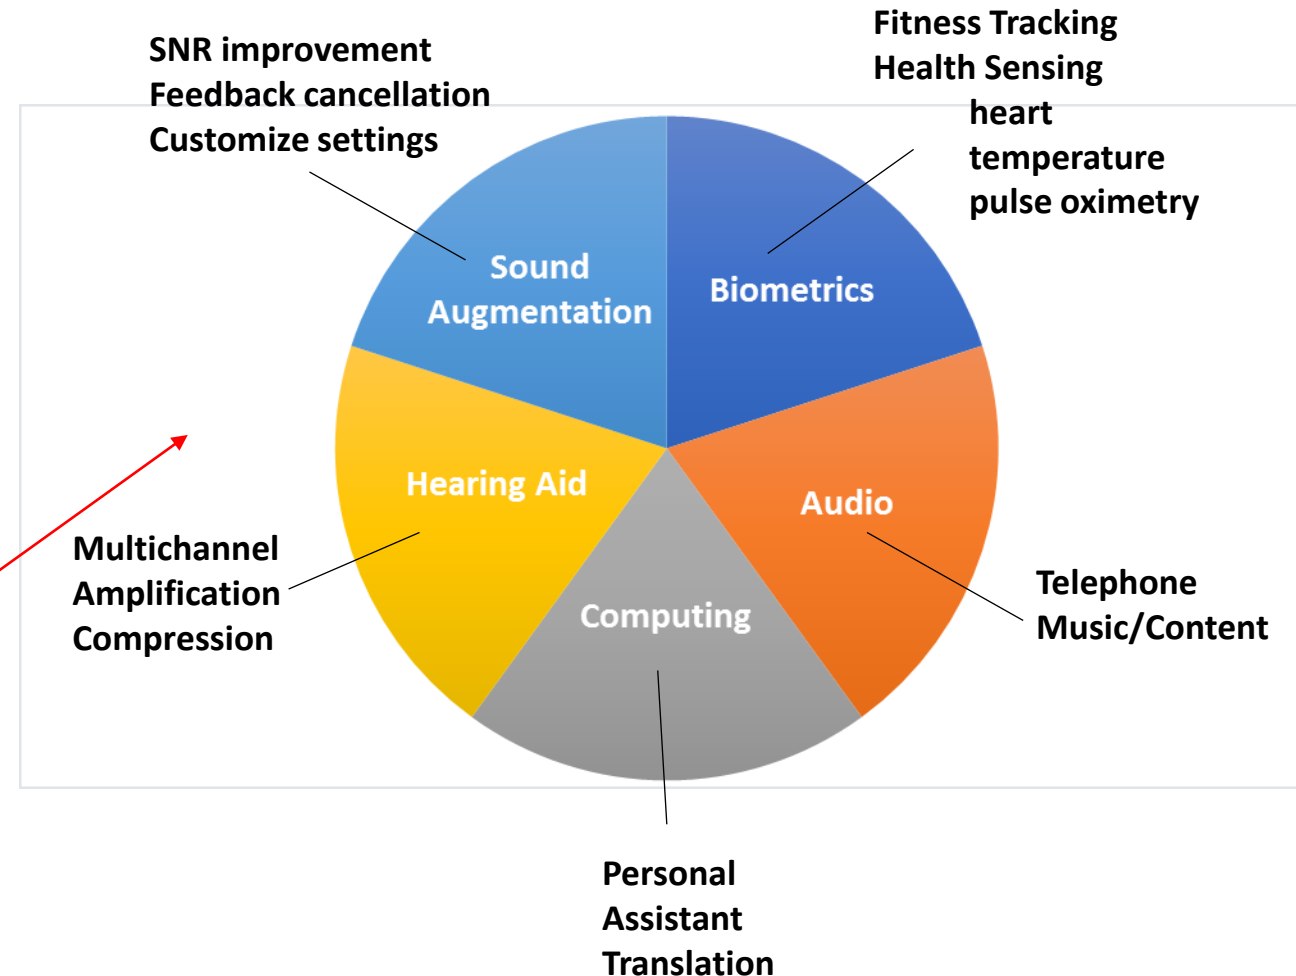 SNR improvement
Feedback cancellation
Customize settings
Fitness Tracking
Health Sensing
heart
temperature
pulse oximetry
Sound
Augmentation
Biometrics
Hearing Aid
Audio
Computing
Multichannel
Amplification
Compression
Telephone
Music/Content
Personal
Assistant
Translation